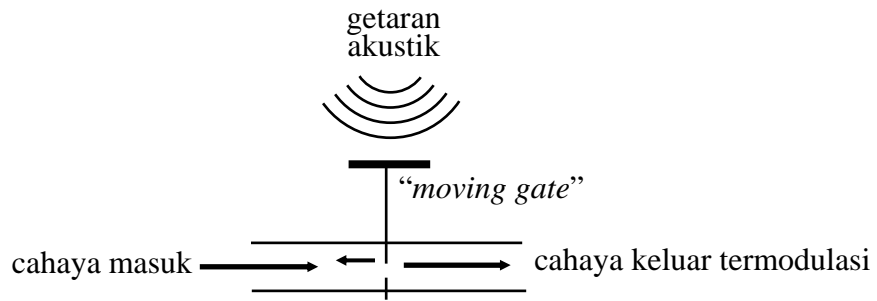 getaran
akustik
“moving gate”
cahaya masuk
cahaya keluar termodulasi